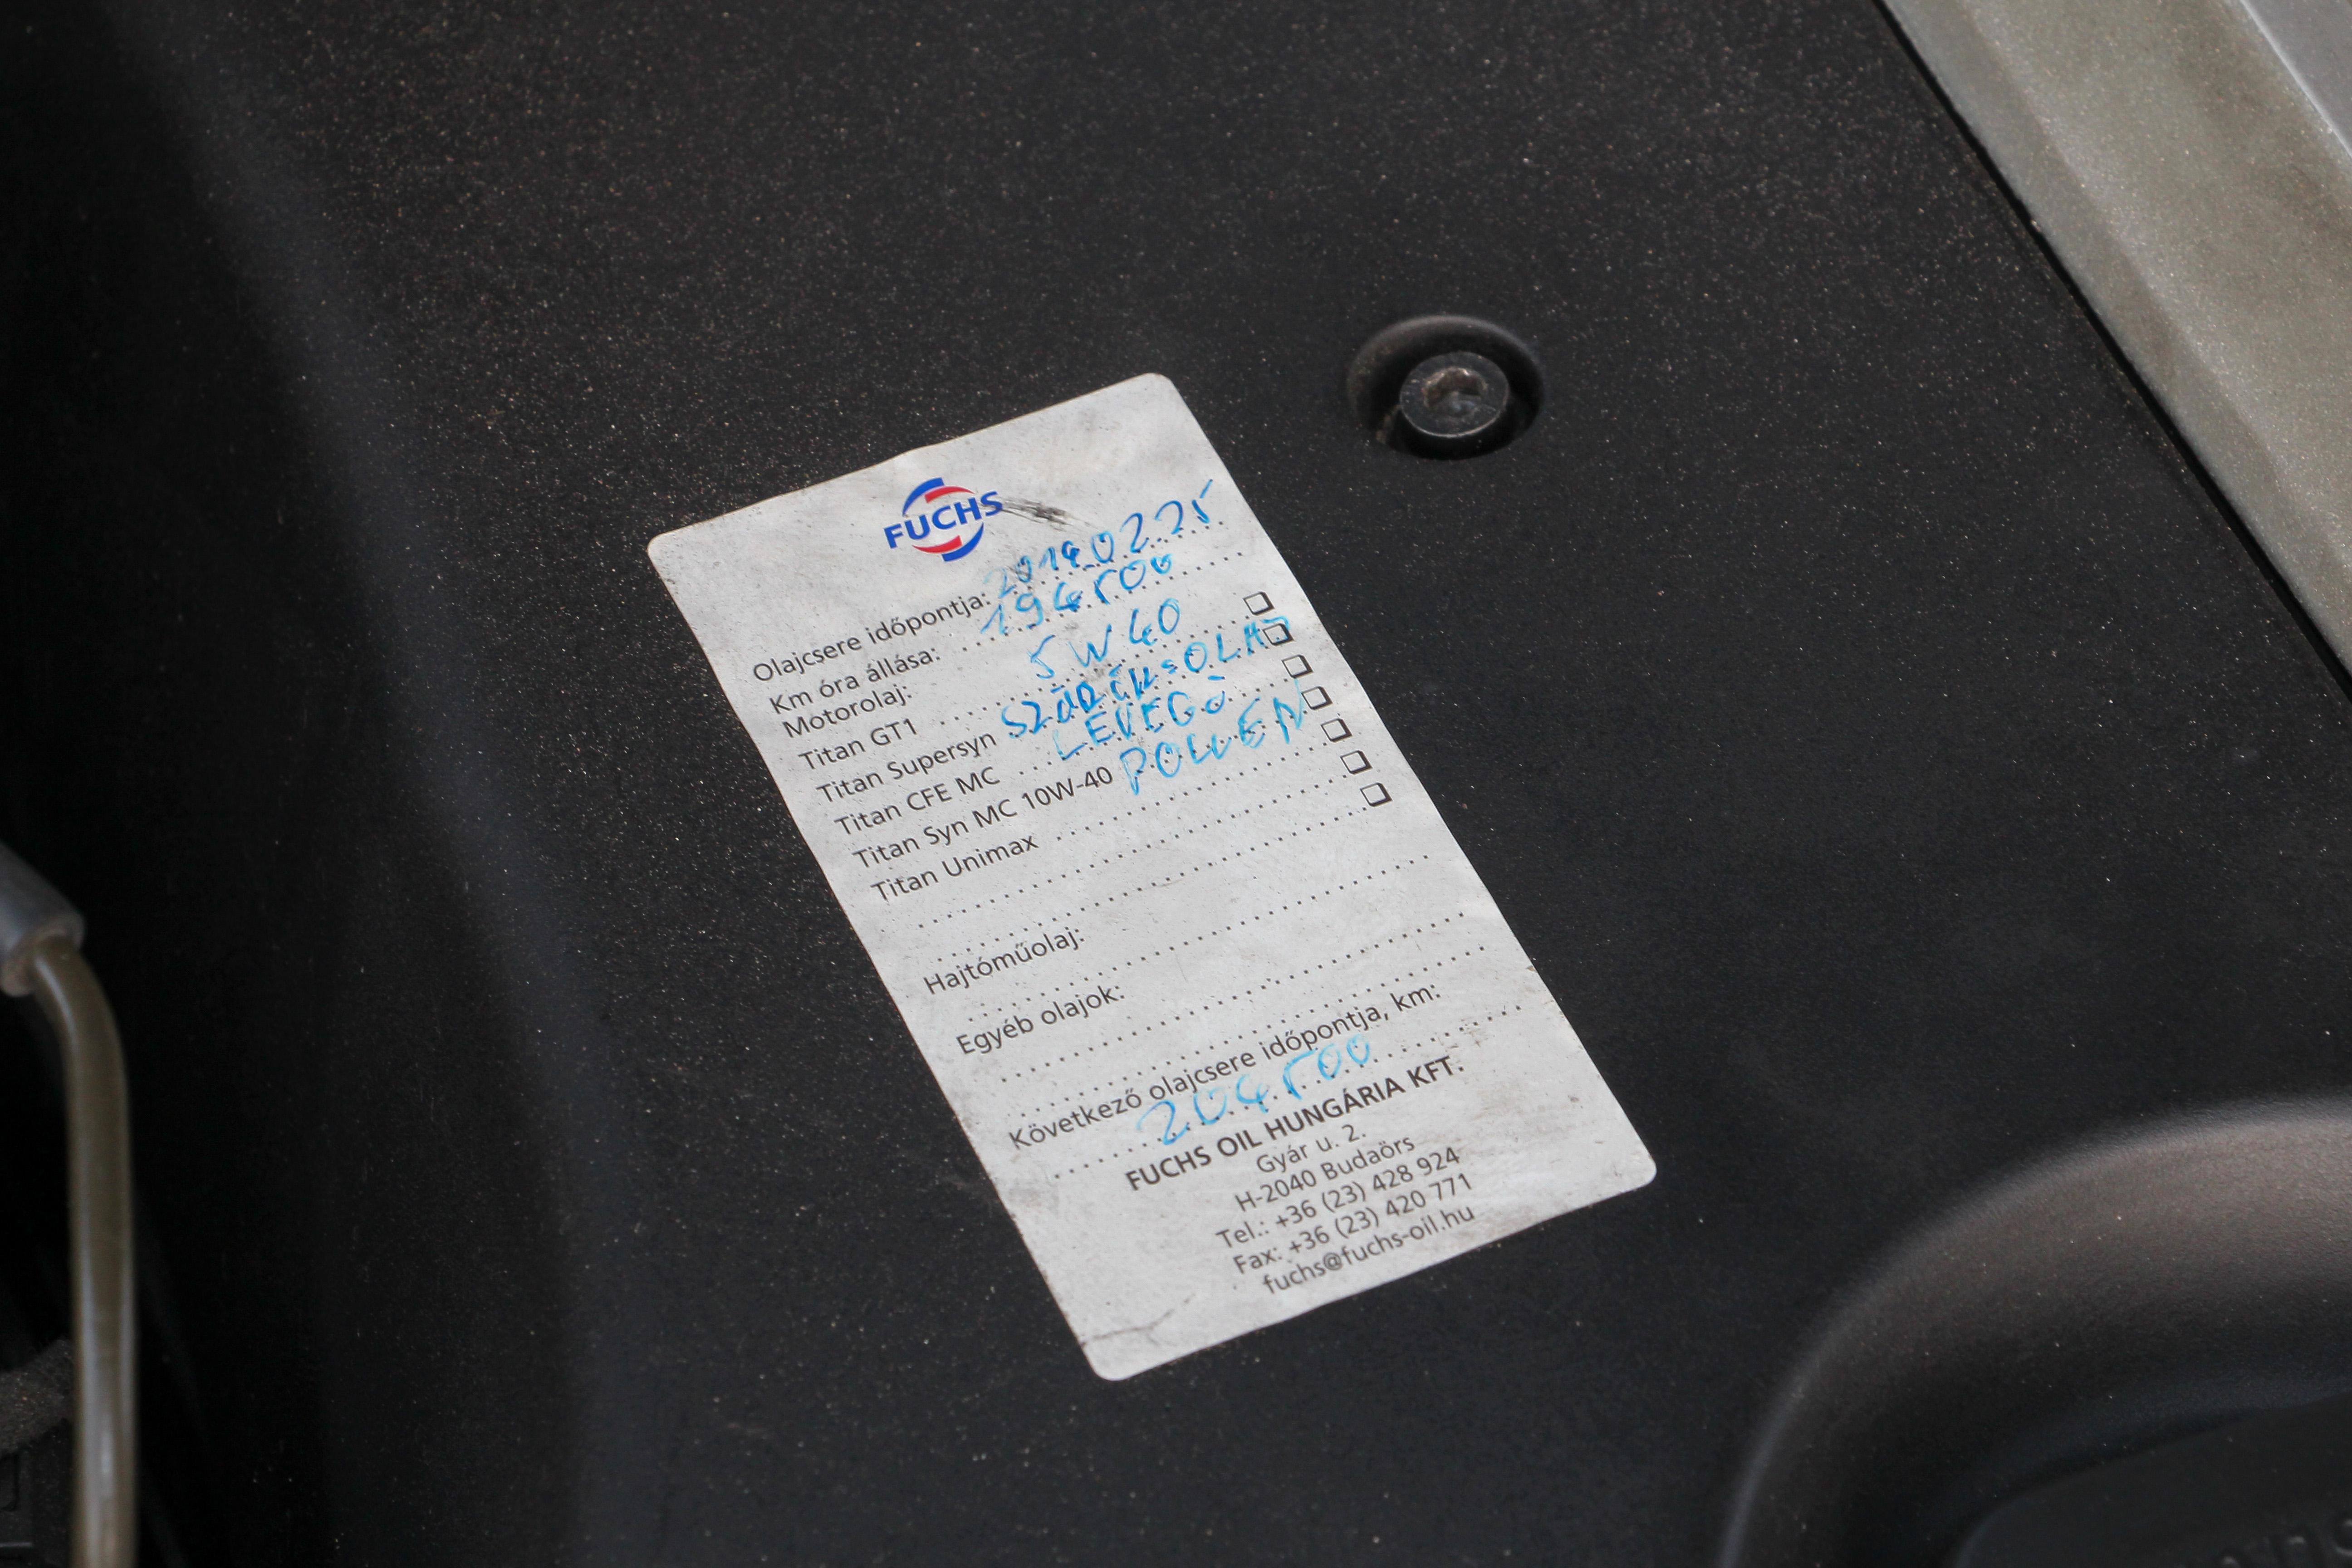 FUCHS
Olajcsere időpontja: 2014.02.25
Km óra állása: 194500
Motorolaj: 5W40
Titan GT1
Titan Supersyn SZŰRŐK=OLAJ
Titan CFE MC LEVEGŐ
Titan Syn MC 10W-40 POLLEN
Titan Unimax
Hajtóműolaj:
Egyéb olajok:
Következő olajcsere időpontja, km:
204500
FUCHS OIL HUNGÁRIA KFT.
Gyár u. 2.
H-2040 Budaörs
Tel.: +36 (23) 428 924
Fax: +36 (23) 420 771
fuchs@fuchs-oil.hu